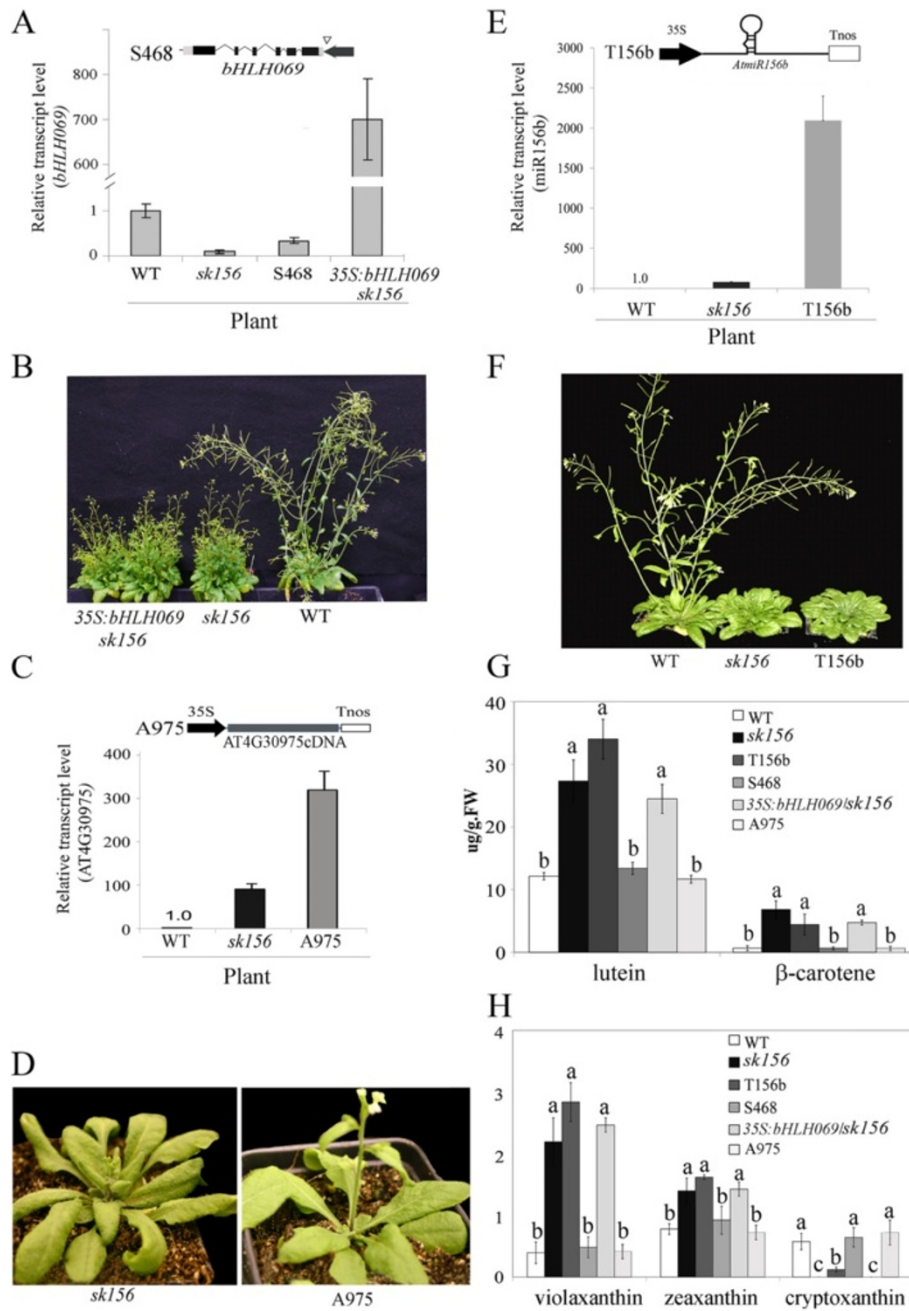 A
S468
bHLH069
Relative transcript level
(bHLH069)
800
700
600
1
0
WT sk156 S468 35S:bHLH069
sk156
Plant
B
35S:bHLH069 sk156 WT
sk156
C
35S Tnos
A975
AT4G30975cDNA
Relative transcript level
(AT4G30975)
400
300
200
100
0
1.0
WT sk156 A975
Plant
D
sk156 A975
E
35S Tnos
T156b
AtmiR156b
Relative transcript level
(miR156b)
3000
2500
2000
1500
1000
500
0
1.0
WT sk156 T156b
Plant
F
WT sk156 T156b
G
ug/g.FW
40
30
20
10
0
WT
sk156
T156b
S468
35S:bHLH069/sk156
A975
b a a b a b
b a a b a b
lutein β-carotene
H
4
3
2
1
0
WT
sk156
T156b
S468
35S:bHLH069/sk156
A975
b a a b a b
b a a b a b
a c b a c a
violaxanthin zeaxanthin cryptoxanthin